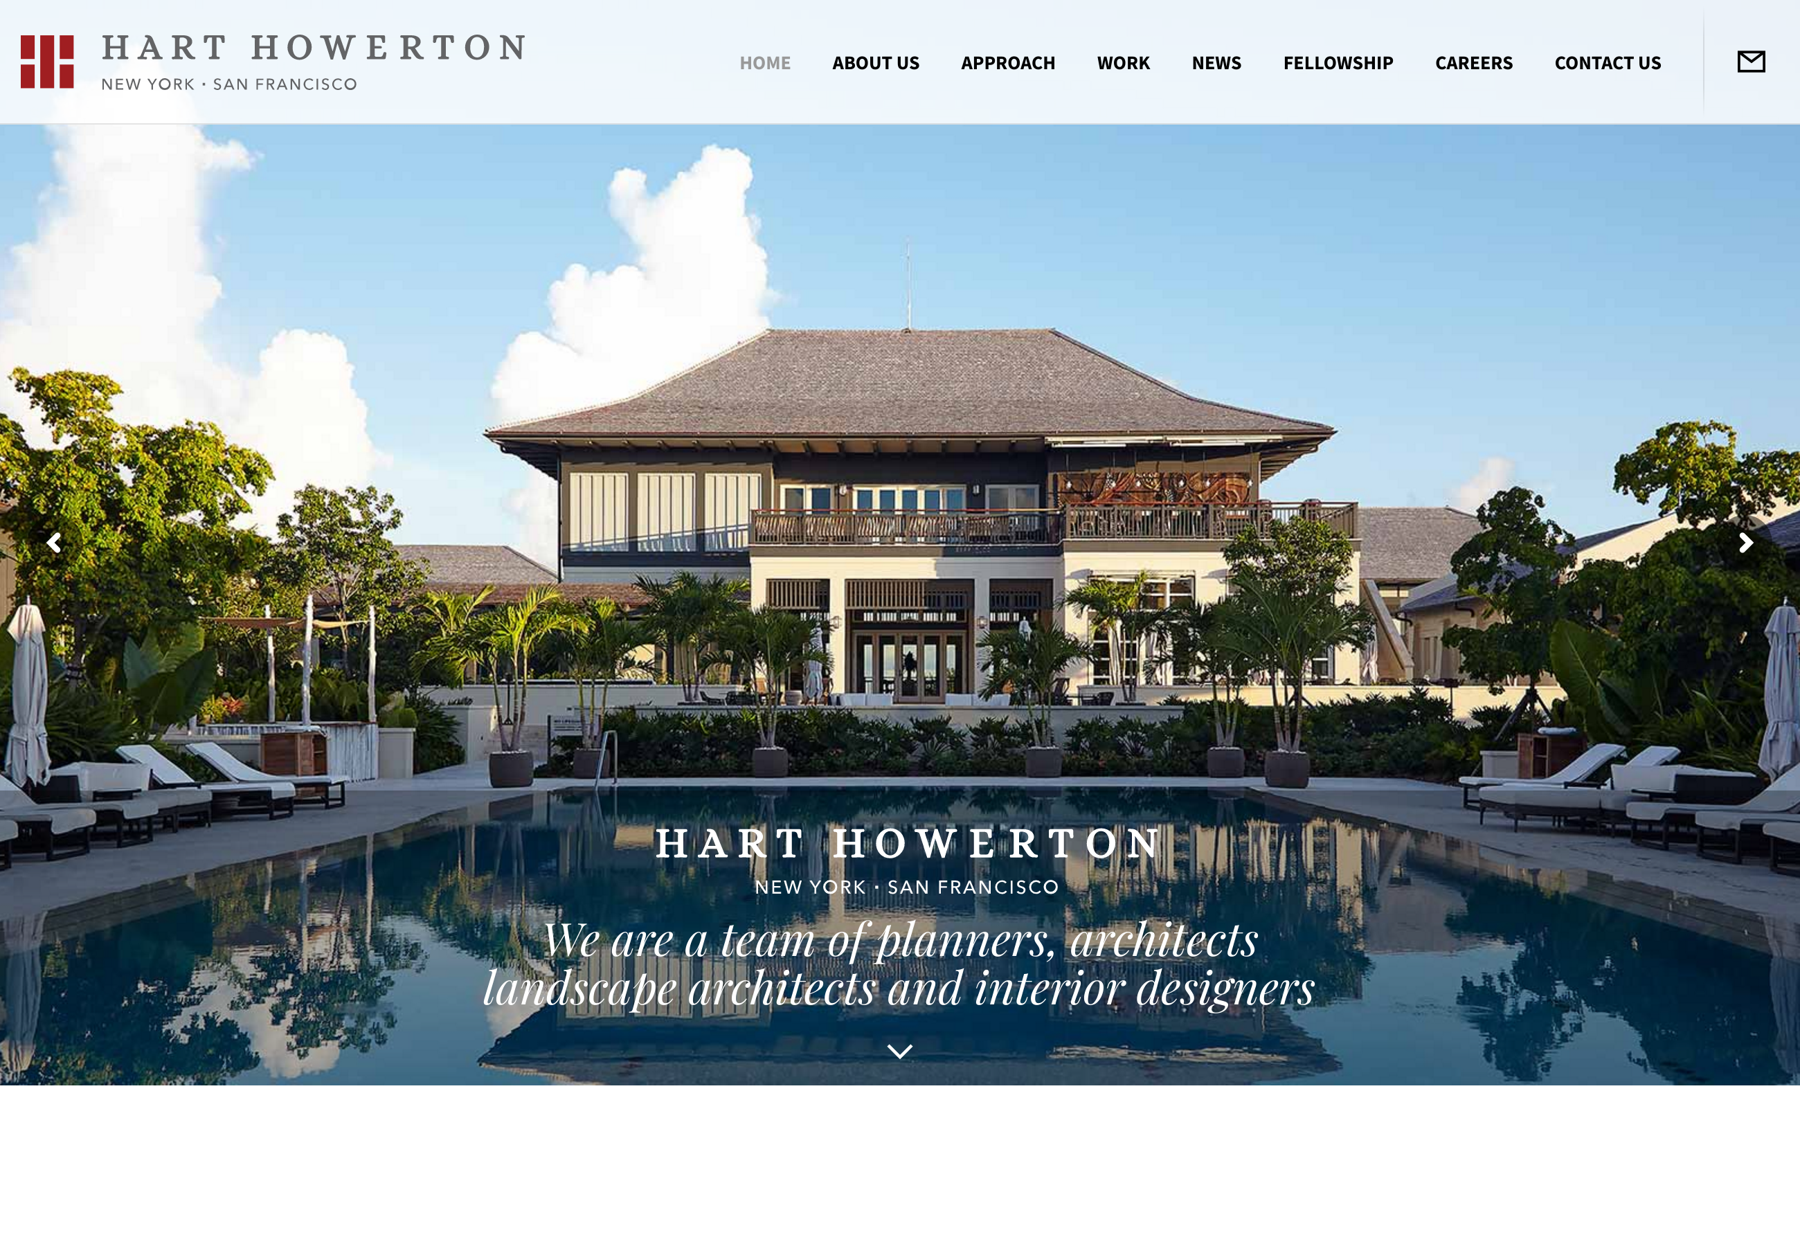 HART HOWERTON
NEW YORK · SAN FRANCISCO
HOME ABOUT US APPROACH WORK NEWS FELLOWSHIP CAREERS CONTACT US
HART HOWERTON
NEW YORK · SAN FRANCISCO
We are a team of planners, architects
landscape architects and interior designers